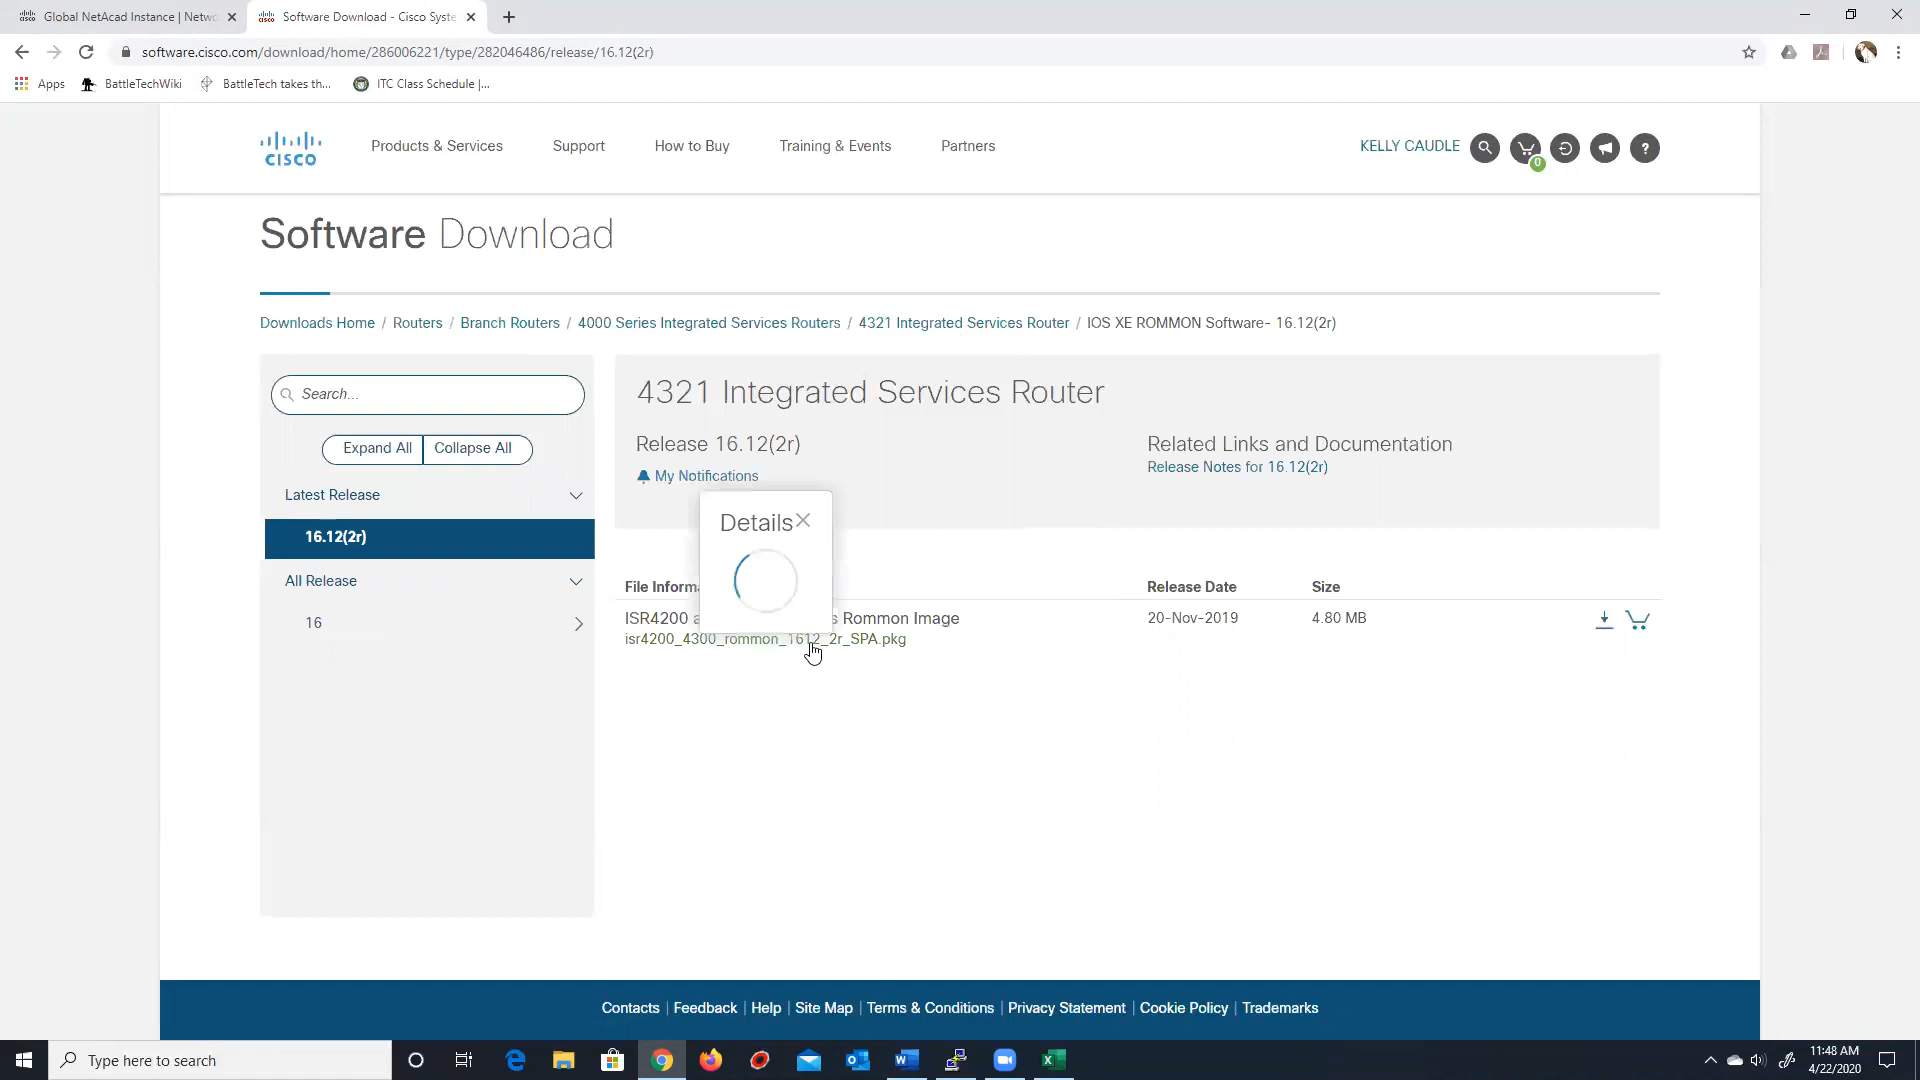 Global NetAcad Instance | Netwo
Software Download - Cisco Syste
software.cisco.com/download/home/286006221/type/282046486/release/16.12(2r)
Apps
BattleTechWiki
BattleTech takes th...
ITC Class Schedule |...
CISCO
Products & Services
Support
How to Buy
Training & Events
Partners
KELLY CAUDLE
0
?
Software Download
Downloads Home / Routers / Branch Routers / 4000 Series Integrated Services Routers / 4321 Integrated Services Router / IOS XE ROMMON Software- 16.12(2r)
Search...
Expand All
Collapse All
Latest Release
16.12(2r)
All Release
16
4321 Integrated Services Router
Release 16.12(2r)
My Notifications
Related Links and Documentation
Release Notes for 16.12(2r)
Details
File Inform
Release Date
Size
ISR4200 a s Rommon Image
20-Nov-2019
4.80 MB
isr4200_4300_rommon_1612_2r_SPA.pkg
Contacts | Feedback | Help | Site Map | Terms & Conditions | Privacy Statement | Cookie Policy | Trademarks
Type here to search
11:48 AM
4/22/2020